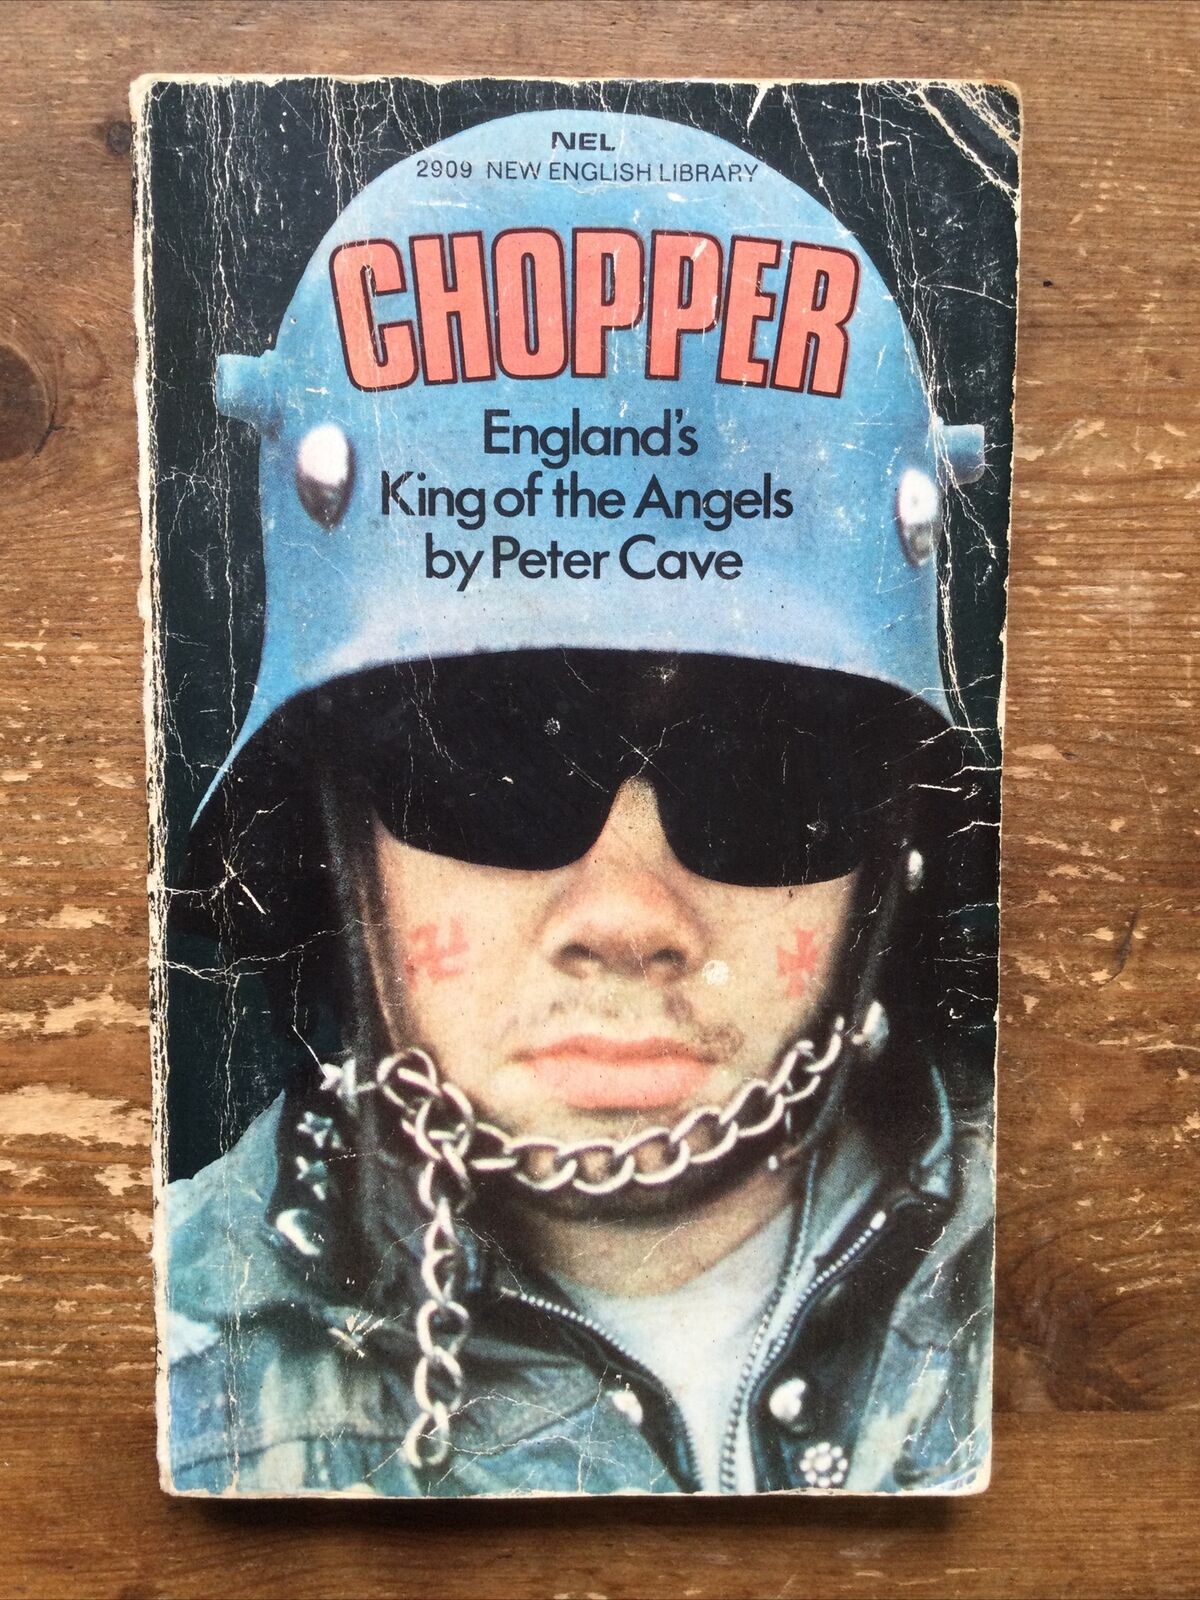 NEL
2909 NEW ENGLISH LIBRARY
CHOPPER
England's
King of the Angels
by Peter Cave